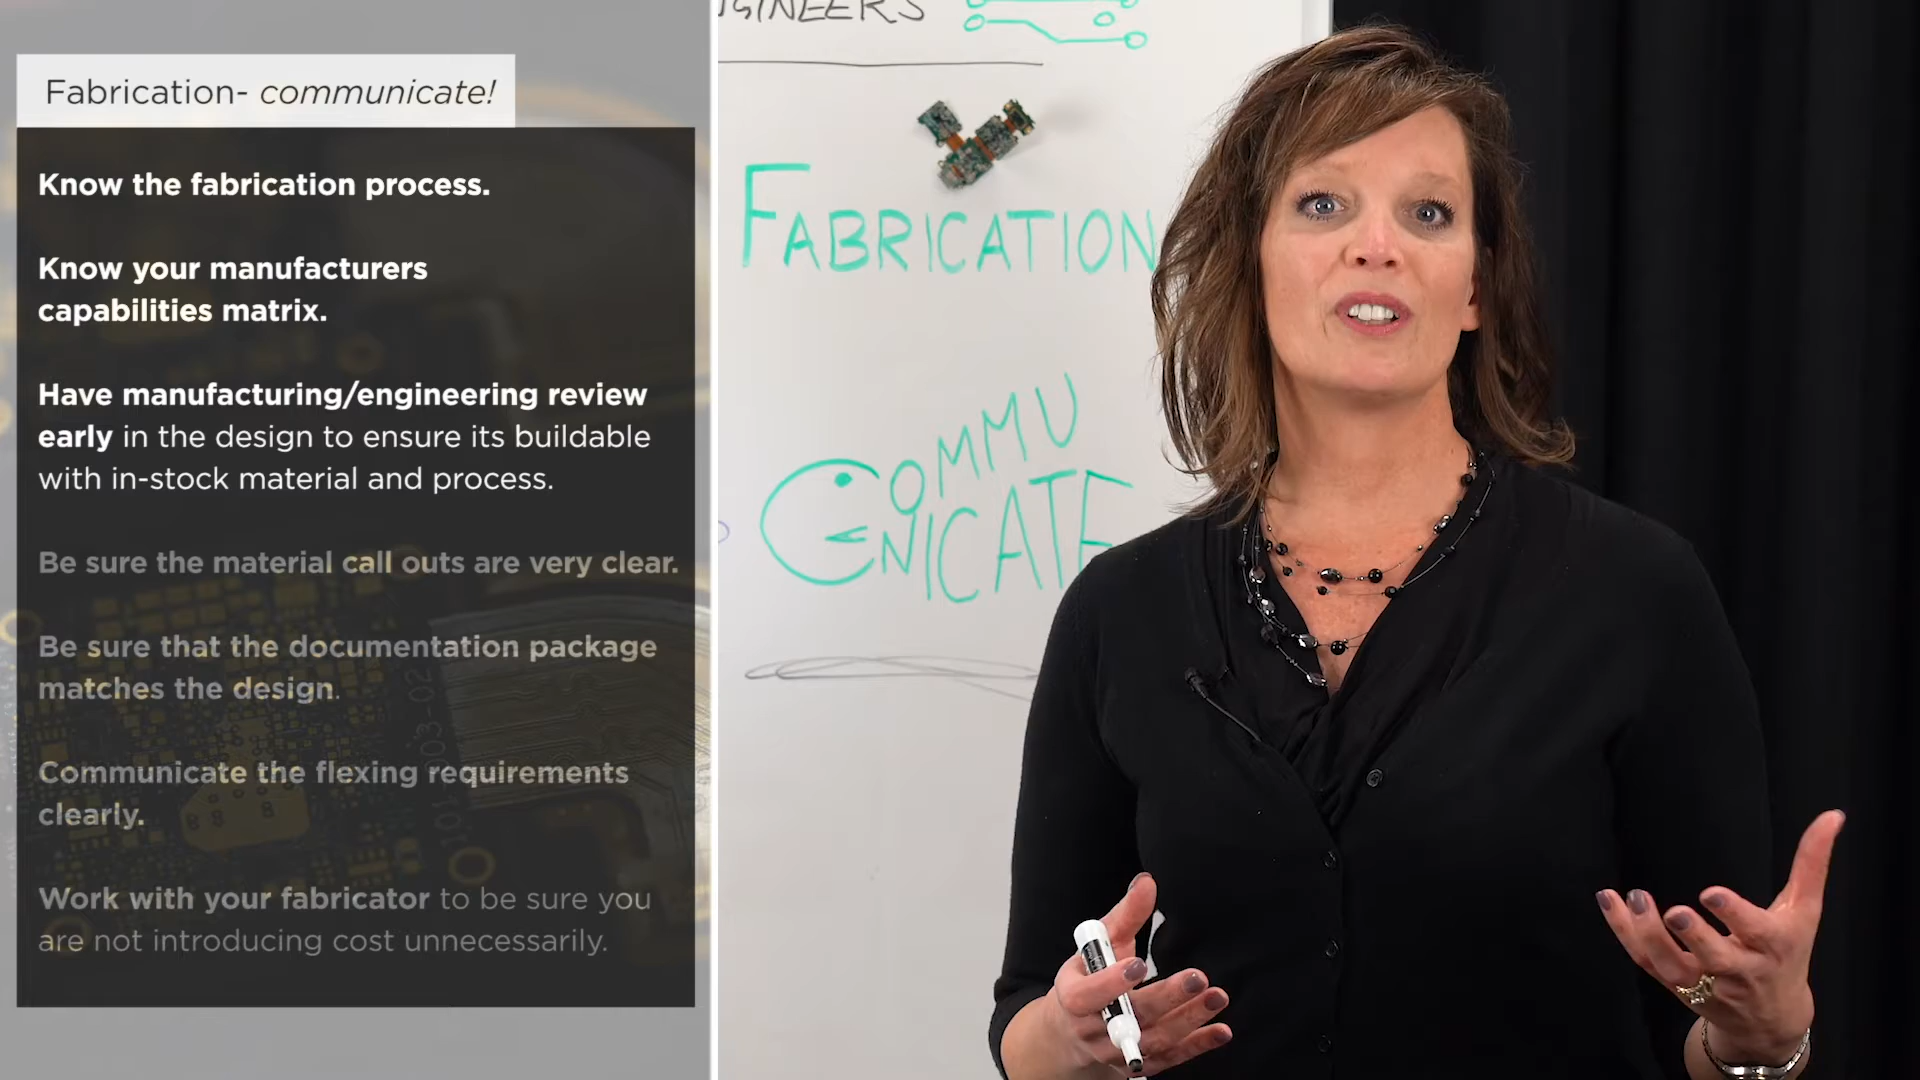 Fabrication- communicate!
Know the fabrication process.
Know your manufacturers
capabilities matrix.
Have manufacturing/engineering review
early in the design to ensure its buildable
with in-stock material and process.
Be sure the material call outs are very clear.
Be sure that the documentation package
matches the design.
Communicate the flexing requirements
clearly.
Work with your fabricator to be sure you
are not introducing cost unnecessarily.
GINEERS
FABRICATION
COMMU
NICATE